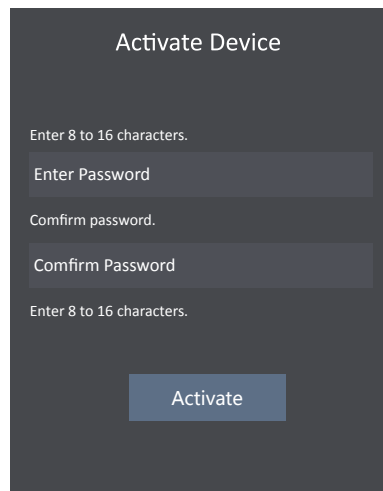 Activate Device
Enter 8 to 16 characters.
Enter Password
Comfirm password.
Comfirm Password
Enter 8 to 16 characters.
Activate